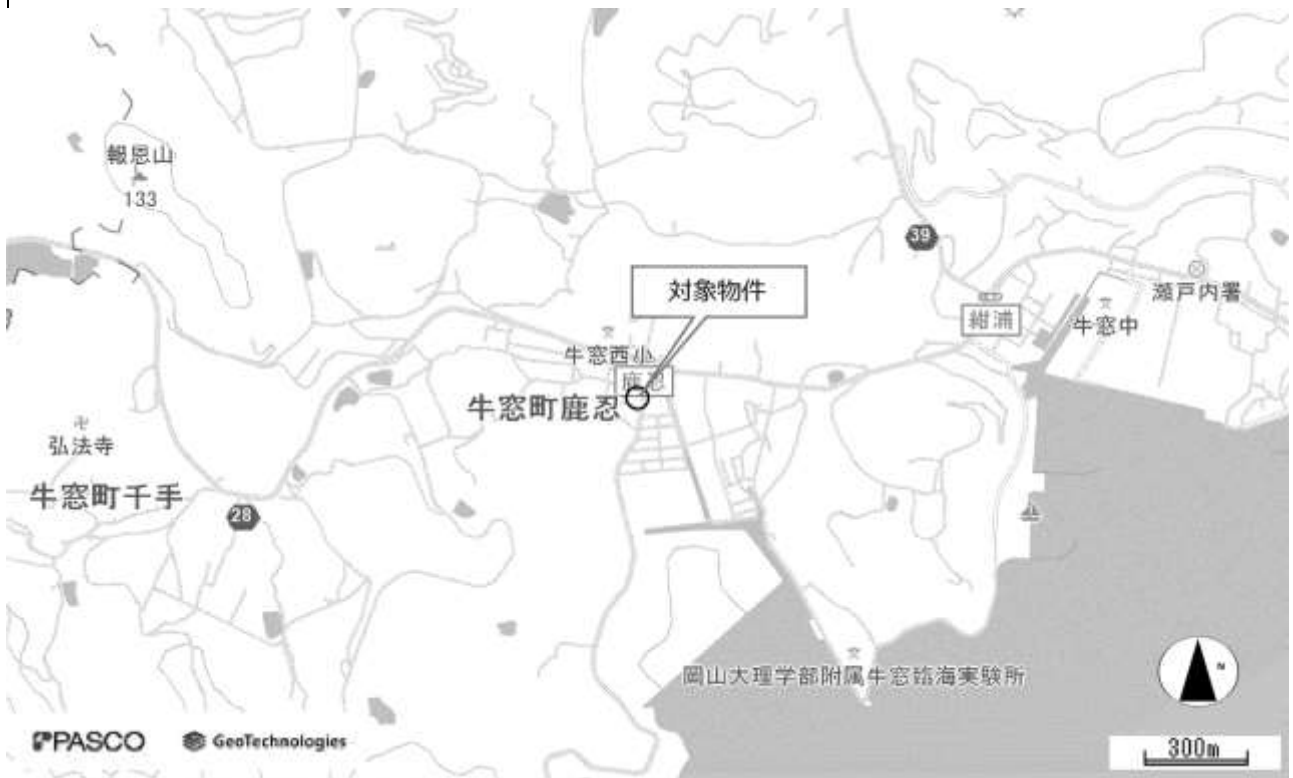 報恩山
133
39
対象物件
瀬戸内署
紺浦
牛窓中
牛窓西小
鹿忍
牛窓町鹿忍
弘法寺
牛窓町千手
28
岡山大理学部附属牛窓臨海実験所
N
PASCO
GeoTechnologies
300m